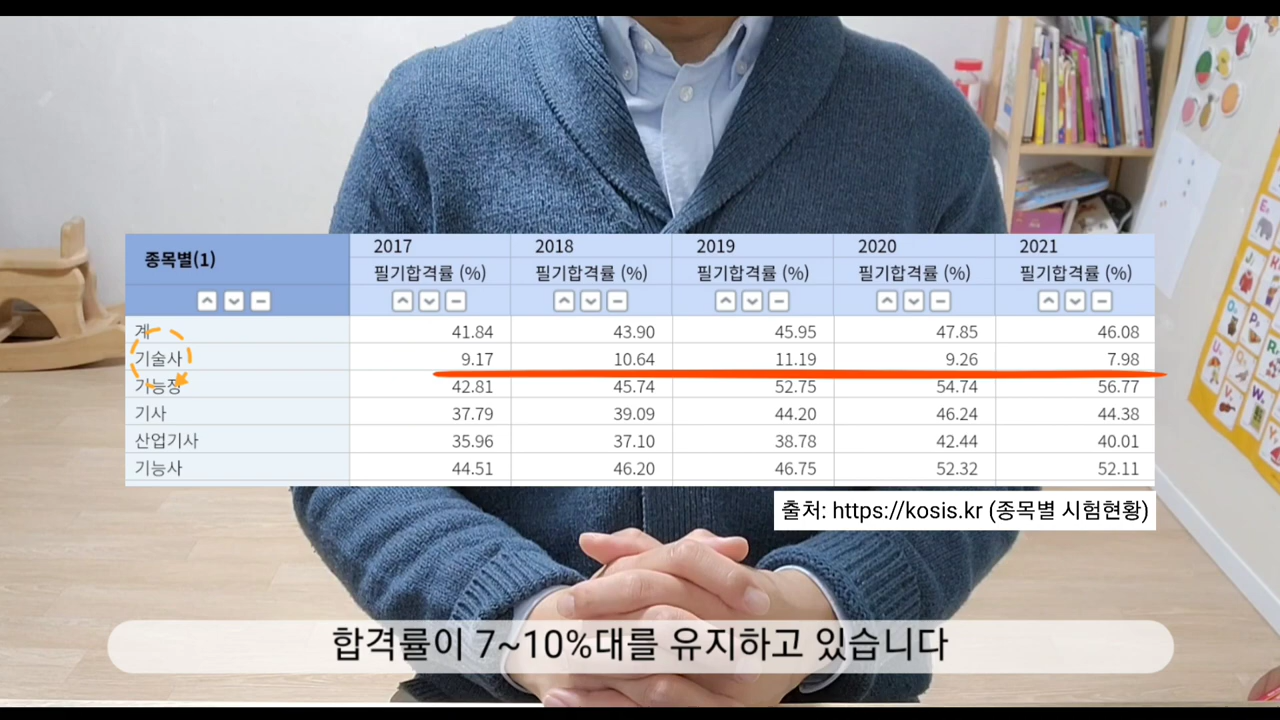 종목별(1) 2017 2018 2019 2020 2021
필기합격률 (%) 필기합격률 (%) 필기합격률 (%) 필기합격률 (%) 필기합격률 (%)
계 41.84 43.90 45.95 47.85 46.08
기술사 9.17 10.64 11.19 9.26 7.98
기능장 42.81 45.74 52.75 54.74 56.77
기사 37.79 39.09 44.20 46.24 44.38
산업기사 35.96 37.10 38.78 42.44 40.01
기능사 44.51 46.20 46.75 52.32 52.11
출처: https://kosis.kr (종목별 시험현황)
합격률이 7~10%대를 유지하고 있습니다